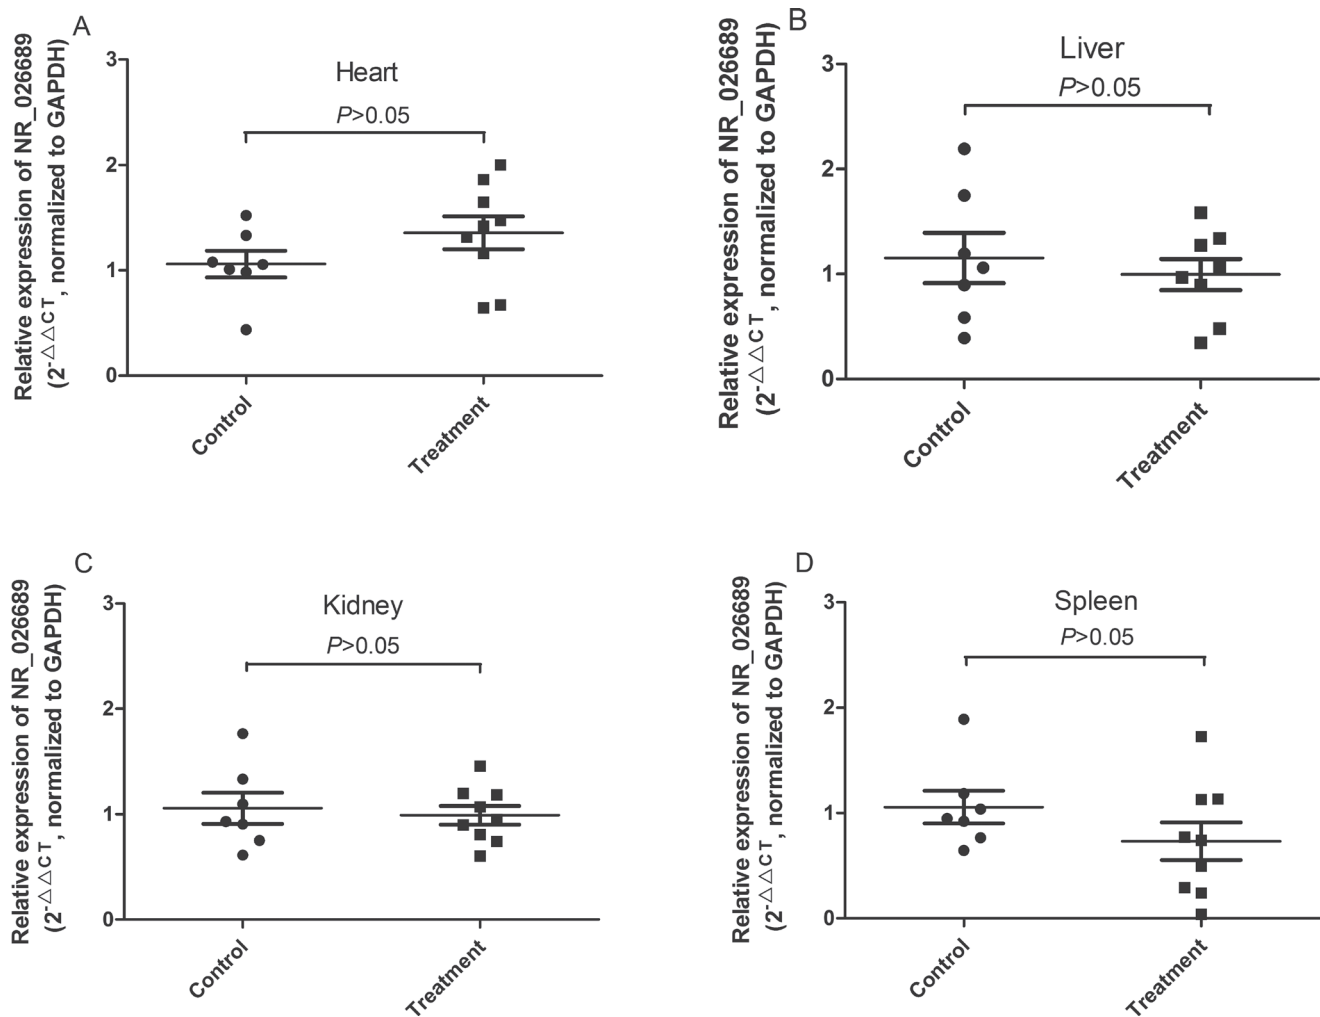 A
Relative expression of NR_026689
(2-△△CT, normalized to GAPDH)
Heart
P>0.05
3
2
1
0
Control
Treatment
B
Relative expression of NR_026689
(2-△△CT, normalized to GAPDH)
Liver
P>0.05
3
2
1
0
Control
Treatment
C
Relative expression of NR_026689
(2-△△CT, normalized to GAPDH)
Kidney
P>0.05
3
2
1
0
Control
Treatment
D
Relative expression of NR_026689
(2-△△CT, normalized to GAPDH)
Spleen
P>0.05
3
2
1
0
Control
Treatment